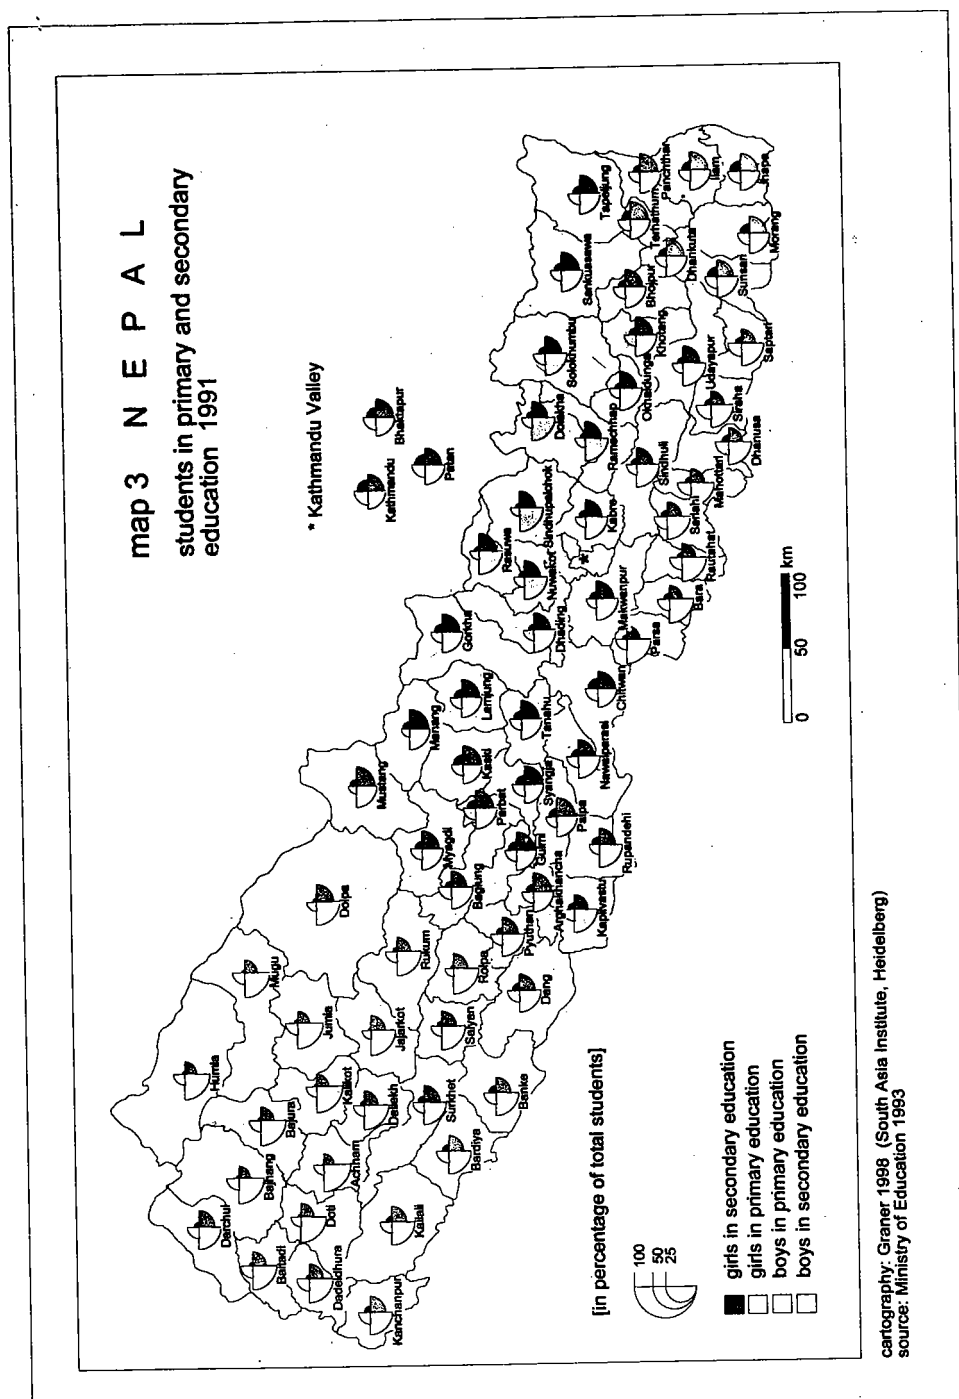 map 3 N E P A L
students in primary and secondary
education 1991
* Kathmandu Valley
Kathmandu
Bhaktapur
Patan
Darchul
Baitadi
Dadeldhura
Kanchanpur
Bajhang
Doti
Kailali
Humla
Bajura
Achham
Bardiya
Mugu
Jumla
Kalikot
Dailekh
Surkhet
Banke
Jajarkot
Salyan
Dolpa
Rukum
Rolpa
Dang
Pyuthan
Mustang
Myagdi
Baglung
Gulmi
Arghakhancha
Kapilvastu
Parbat
Palpa
Rupandehi
Manang
Kaski
Syangja
Nawalparasi
Lamjung
Tanahu
Chitwan
Gorkha
Dhading
Makwanpur
Parsa
Rasuwa
Nuwakot
*
Bara
Rautahat
Sindhupalchok
Kabre
Sarlahi
Dolakha
Ramechhap
Sindhuli
Mahottari
Dhanusa
Solokhumbu
Okhaldunga
Khotang
Udayapur
Siraha
Saptari
Sankuasawa
Bhojpur
Dhankuta
Sunsari
Morang
Tapeljung
Terhathum
Panchthar
Ilam
Jhapa
[in percentage of total students]
100
50
25
girls in secondary education
girls in primary education
boys in primary education
boys in secondary education
0 50 100 km
cartography: Graner 1998 (South Asia Institute, Heidelberg)
source: Ministry of Education 1993